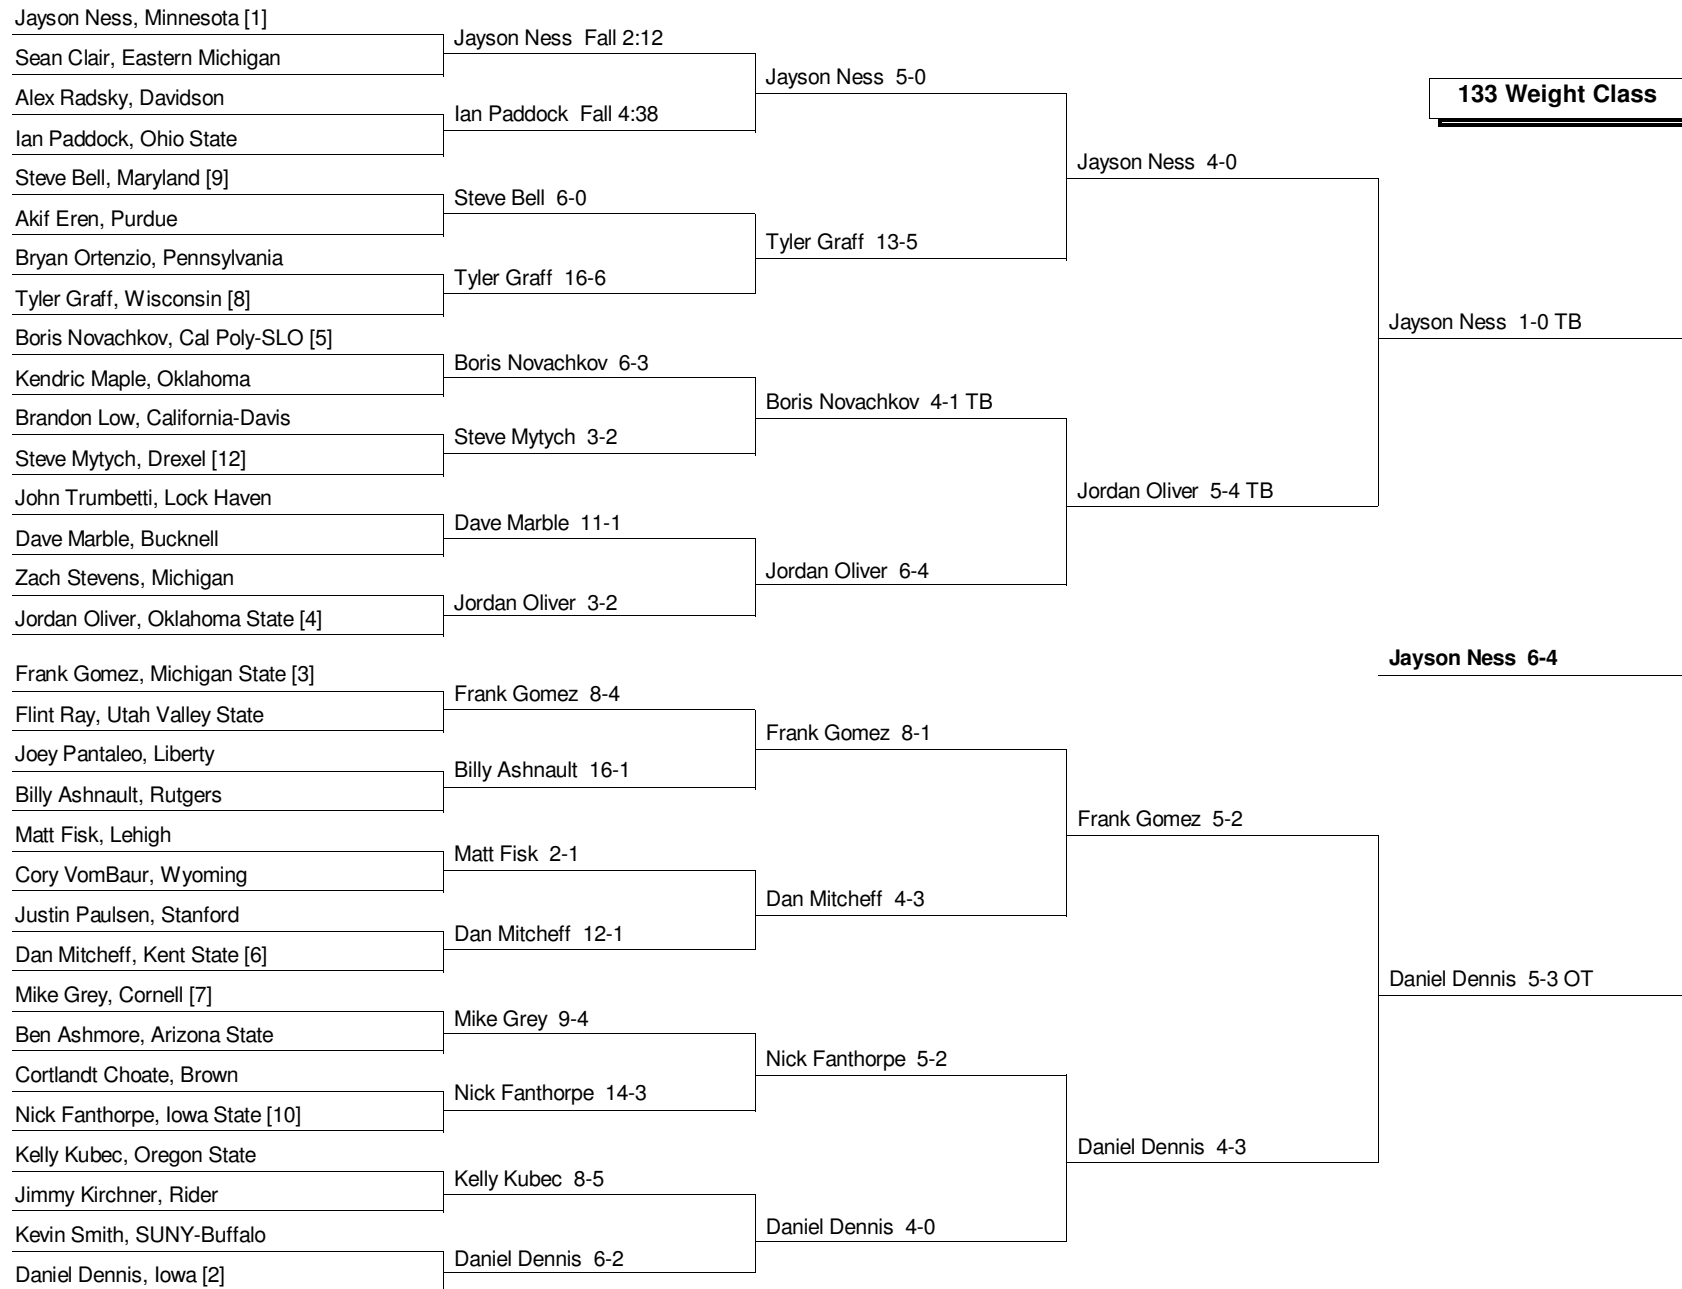 Jayson Ness, Minnesota [1]
Sean Clair, Eastern Michigan
Alex Radsky, Davidson
Ian Paddock, Ohio State
Steve Bell, Maryland [9]
Akif Eren, Purdue
Bryan Ortenzio, Pennsylvania
Tyler Graff, Wisconsin [8]
Boris Novachkov, Cal Poly-SLO [5]
Kendric Maple, Oklahoma
Brandon Low, California-Davis
Steve Mytych, Drexel [12]
John Trumbetti, Lock Haven
Dave Marble, Bucknell
Zach Stevens, Michigan
Jordan Oliver, Oklahoma State [4]
Frank Gomez, Michigan State [3]
Flint Ray, Utah Valley State
Joey Pantaleo, Liberty
Billy Ashnault, Rutgers
Matt Fisk, Lehigh
Cory VomBaur, Wyoming
Justin Paulsen, Stanford
Dan Mitcheff, Kent State [6]
Mike Grey, Cornell [7]
Ben Ashmore, Arizona State
Cortlandt Choate, Brown
Nick Fanthorpe, Iowa State [10]
Kelly Kubec, Oregon State
Jimmy Kirchner, Rider
Kevin Smith, SUNY-Buffalo
Daniel Dennis, Iowa [2]
Jayson Ness Fall 2:12
Ian Paddock Fall 4:38
Steve Bell 6-0
Tyler Graff 16-6
Boris Novachkov 6-3
Steve Mytych 3-2
Dave Marble 11-1
Jordan Oliver 3-2
Frank Gomez 8-4
Billy Ashnault 16-1
Matt Fisk 2-1
Dan Mitcheff 12-1
Mike Grey 9-4
Nick Fanthorpe 14-3
Kelly Kubec 8-5
Daniel Dennis 6-2
Jayson Ness 5-0
Tyler Graff 13-5
Boris Novachkov 4-1 TB
Jordan Oliver 6-4
Frank Gomez 8-1
Dan Mitcheff 4-3
Nick Fanthorpe 5-2
Daniel Dennis 4-0
Jayson Ness 4-0
Jordan Oliver 5-4 TB
Frank Gomez 5-2
Daniel Dennis 4-3
133 Weight Class
Jayson Ness 1-0 TB
Jayson Ness 6-4
Daniel Dennis 5-3 OT